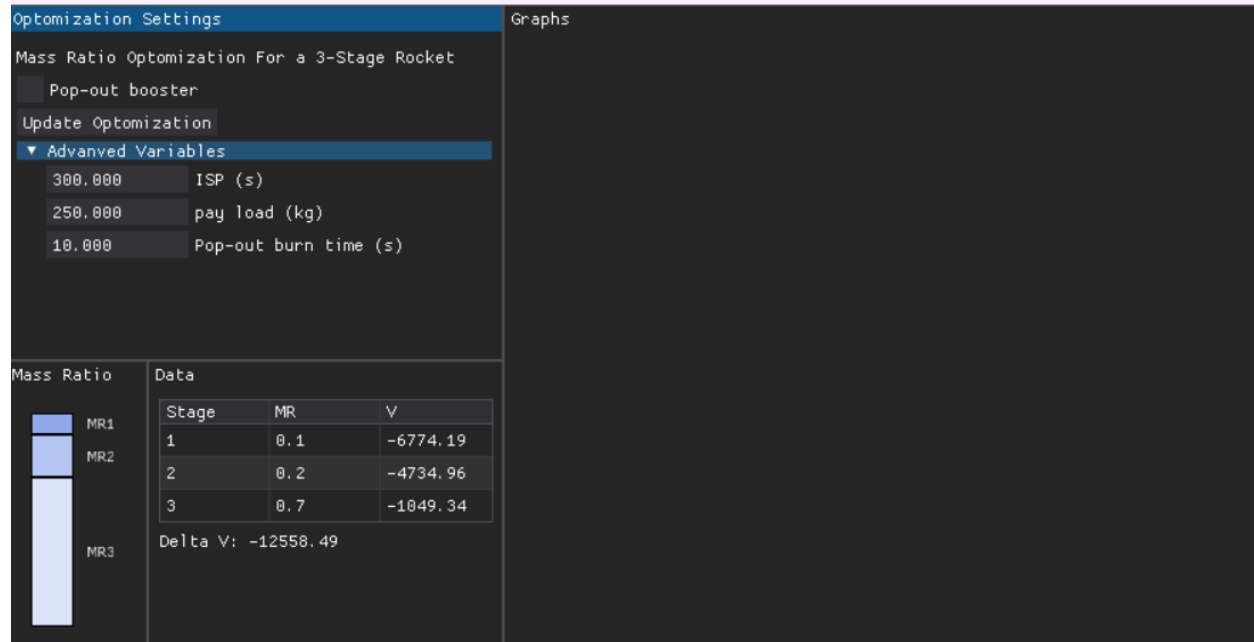 Optomization Settings
Mass Ratio Optomization For a 3-Stage Rocket
Pop-out booster
Update Optomization
Advanved Variables
300.000 ISP (s)
250.000 pay load (kg)
10.000 Pop-out burn time (s)
Mass Ratio
MR1
MR2
MR3
Data
Stage MR V
1 0.1 -6774.19
2 0.2 -4734.96
3 0.7 -1049.34
Delta V: -12558.49
Graphs